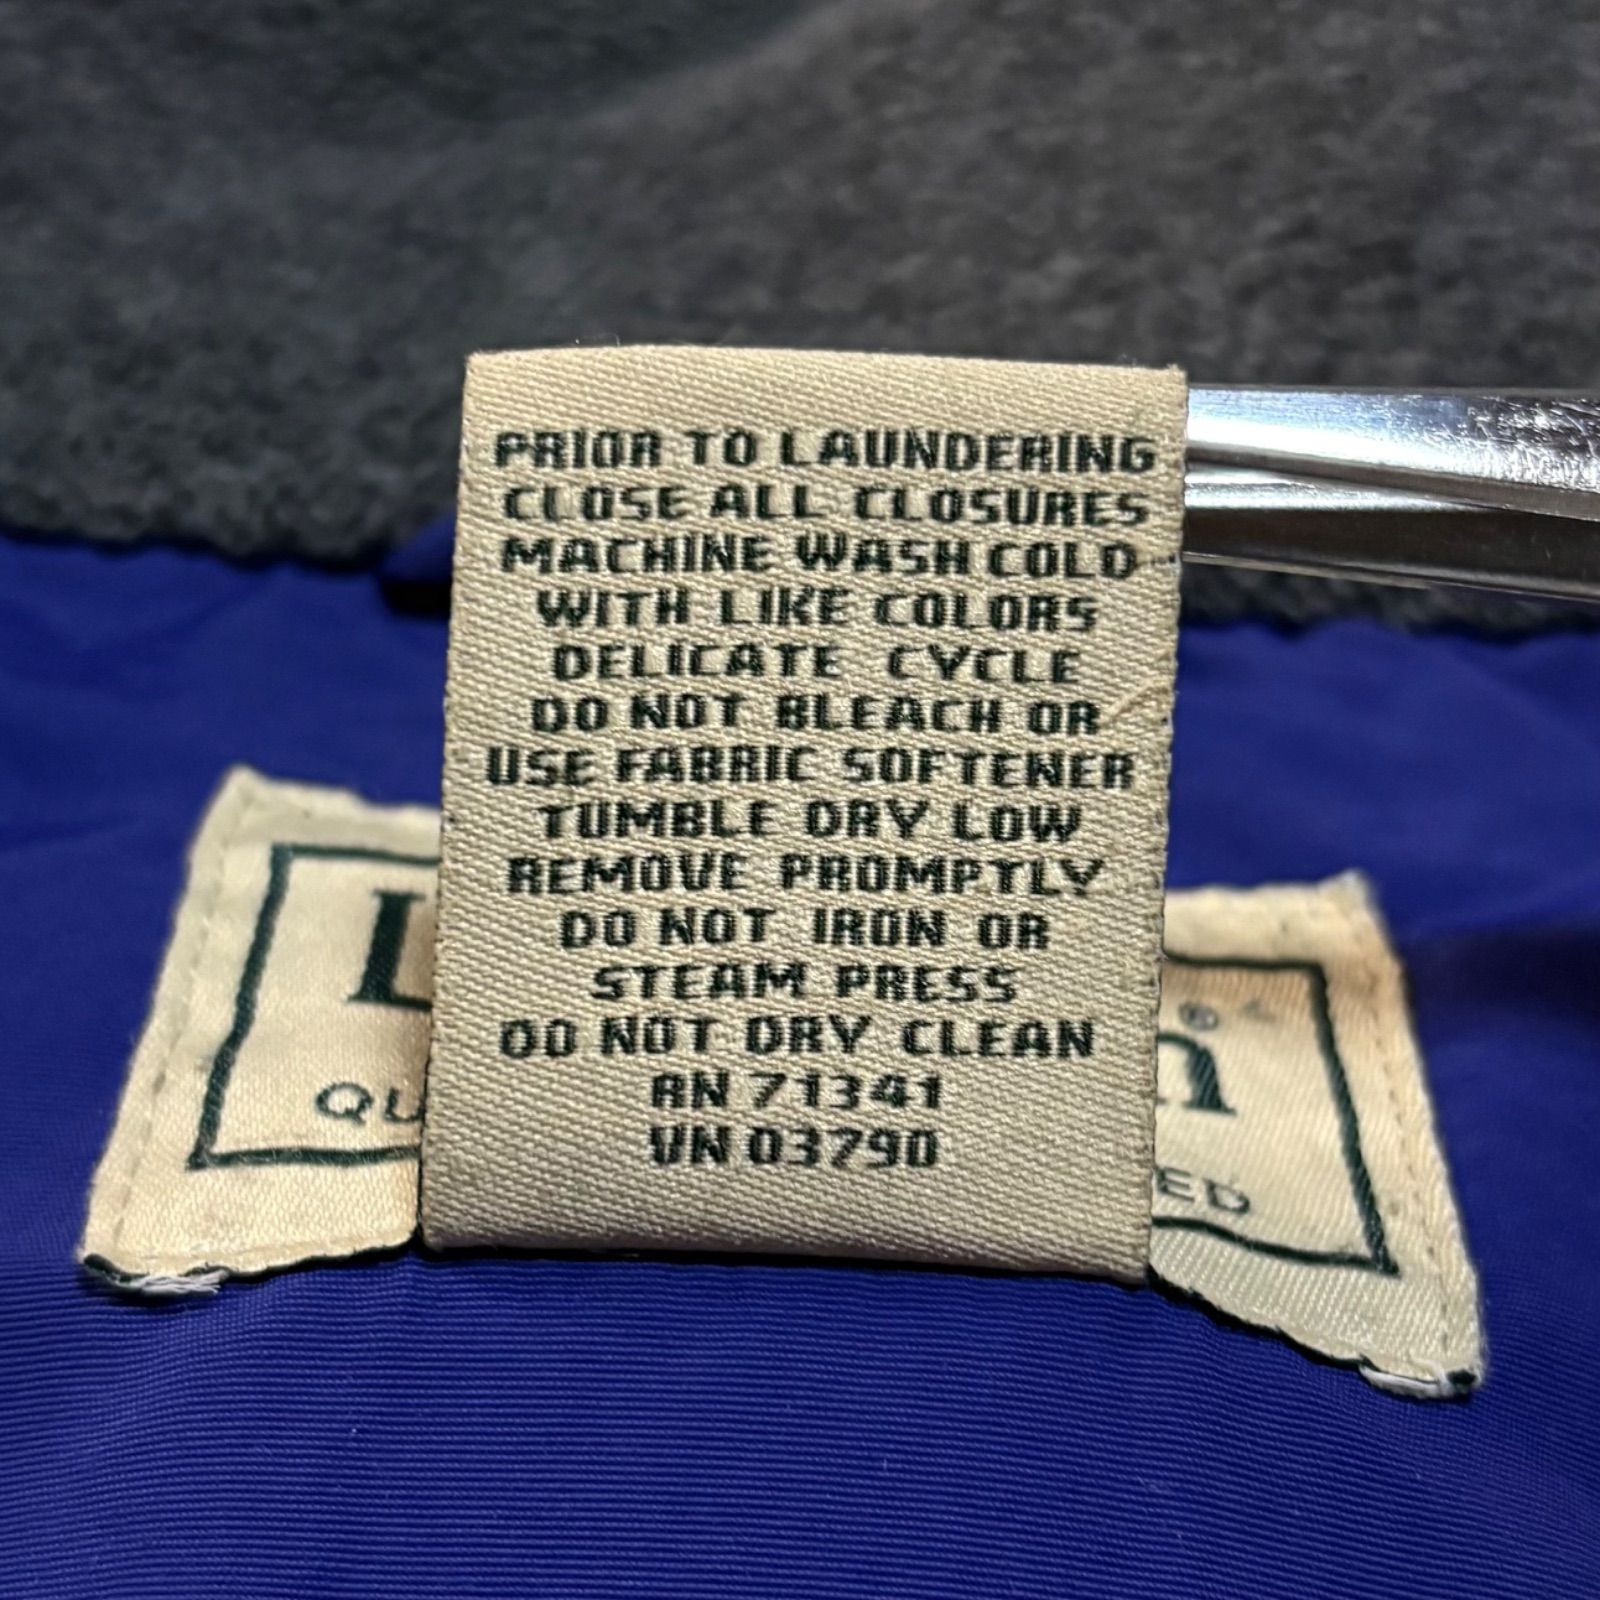 PRIOR TO LAUNDERING
CLOSE ALL CLOSURES
MACHINE WASH COLD
WITH LIKE COLORS
DELICATE CYCLE
DO NOT BLEACH OR
USE FABRIC SOFTENER
TUMBLE DRY LOW
REMOVE PROMPTLY
DO NOT IRON OR
STEAM PRESS
DO NOT DRY CLEAN
RN 71341
VN 03790